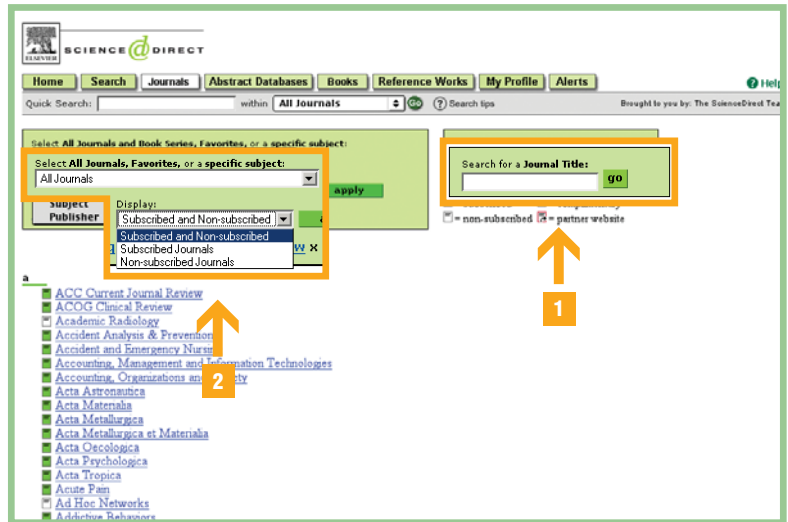 ELSEVIER
SCIENCE @ DIRECT
Home Search Journals Abstract Databases Books Reference Works My Profile Alerts
Help
Quick Search: within All Journals Go ? Search tips Brought to you by: The ScienceDirect Tea
Select All Journals and Book Series, Favorites, or a specific subject:
Select All Journals, Favorites, or a specific subject:
All Journals
apply
Search for a Journal Title:
go
Subject
Publisher
Display:
Subscribed and Non-subscribed
Subscribed and Non-subscribed
Subscribed Journals
Non-subscribed Journals
w x
= non-subscribed = partner website
1
2
a
ACC Current Journal Review
ACOG Clinical Review
Academic Radiology
Accident Analysis & Prevention
Accident and Emergency Nursin
Accounting, Management and Information Technologies
Accounting, Organizations and ty
Acta Astronautica
Acta Materialia
Acta Metallurgica
Acta Metallurgica et Materialia
Acta Oecologica
Acta Psychologica
Acta Tropica
Acute Pain
Ad Hoc Networks
Addictive Behaviors